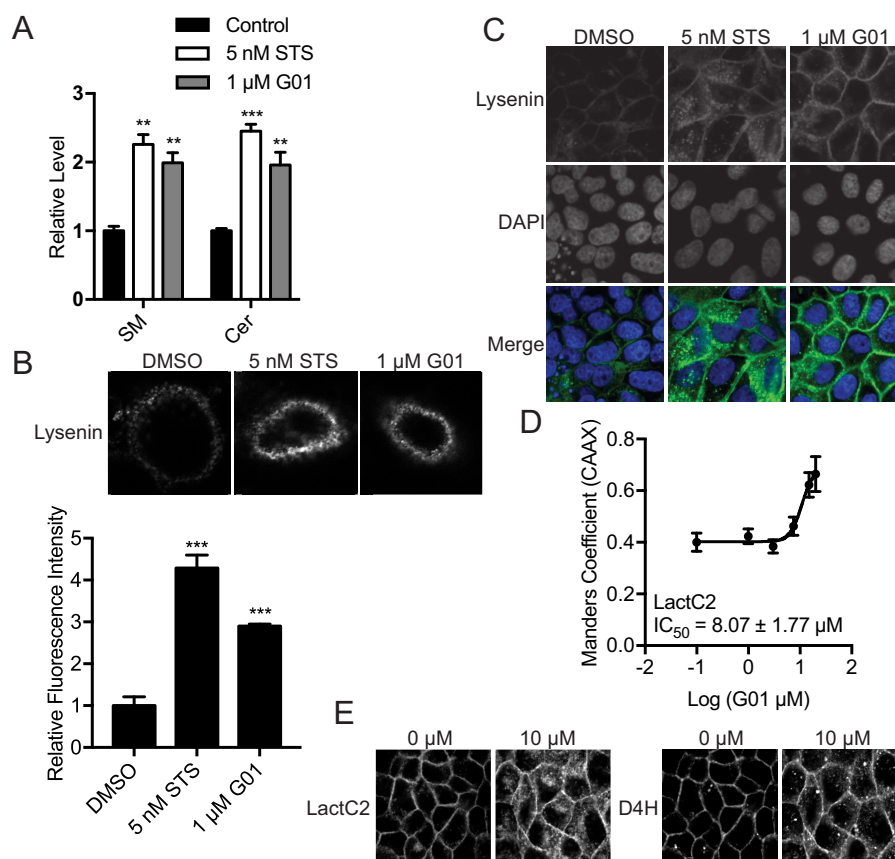 A
Control
5 nM STS
1 µM G01
3
2
1
0
Relative Level
**
**
***
**
SM
Cer
B
DMSO
5 nM STS
1 µM G01
Lysenin
5
4
3
2
1
0
Relative Fluorescence Intensity
***
***
DMSO
5 nM STS
1 µM G01
C
DMSO
5 nM STS
1 µM G01
Lysenin
DAPI
Merge
D
0.8
0.6
0.4
0.2
0.0
Manders Coefficient (CAAX)
LactC2
IC50 = 8.07 ± 1.77 µM
-2
-1
0
1
2
Log (G01 µM)
E
0 µM
10 µM
LactC2
0 µM
10 µM
D4H